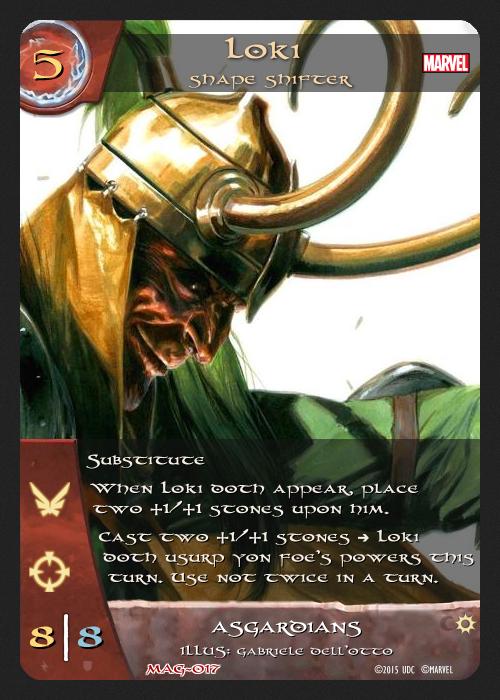 5
Loki
Shape Shifter
MARVEL
Substitute
When Loki doth appear, place
two +1/+1 stones upon him.
Cast two +1/+1 stones → Loki
doth usurp yon foe's powers this
turn. Use not twice in a turn.
8 | 8
Asgardians
Illus: Gabriele Dell'Otto
MAG-017
©2015 UDC ©MARVEL